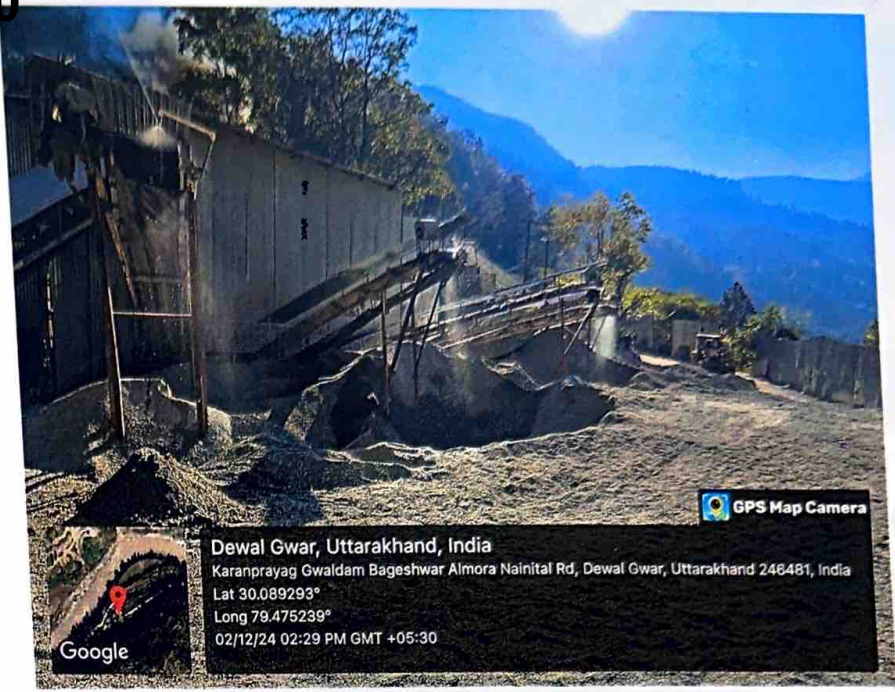 GPS Map Camera
Dewal Gwar, Uttarakhand, India
Karanprayag Gwaldam Bageshwar Almora Nainital Rd, Dewal Gwar, Uttarakhand 246481, India
Lat 30.089293°
Long 79.475239°
02/12/24 02:29 PM GMT +05:30
Google